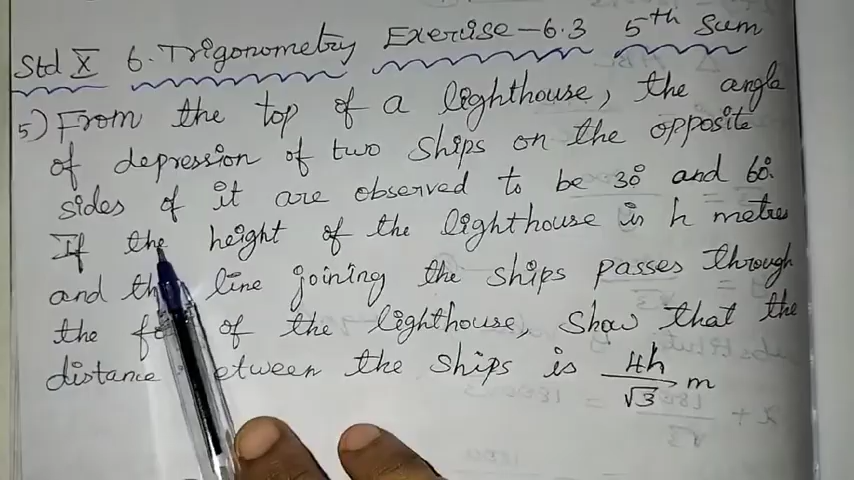 Std X 6. Trigonometry Exercise-6.3 5th Sum
5) From the top of a lighthouse, the angle
of depression of two ships on the opposite
sides of it are observed to be 30° and 60°.
If the height of the lighthouse is h metres
and the line joining the ships passes through
the of the lighthouse, show that the
distance between the ships is 4h/√3 m